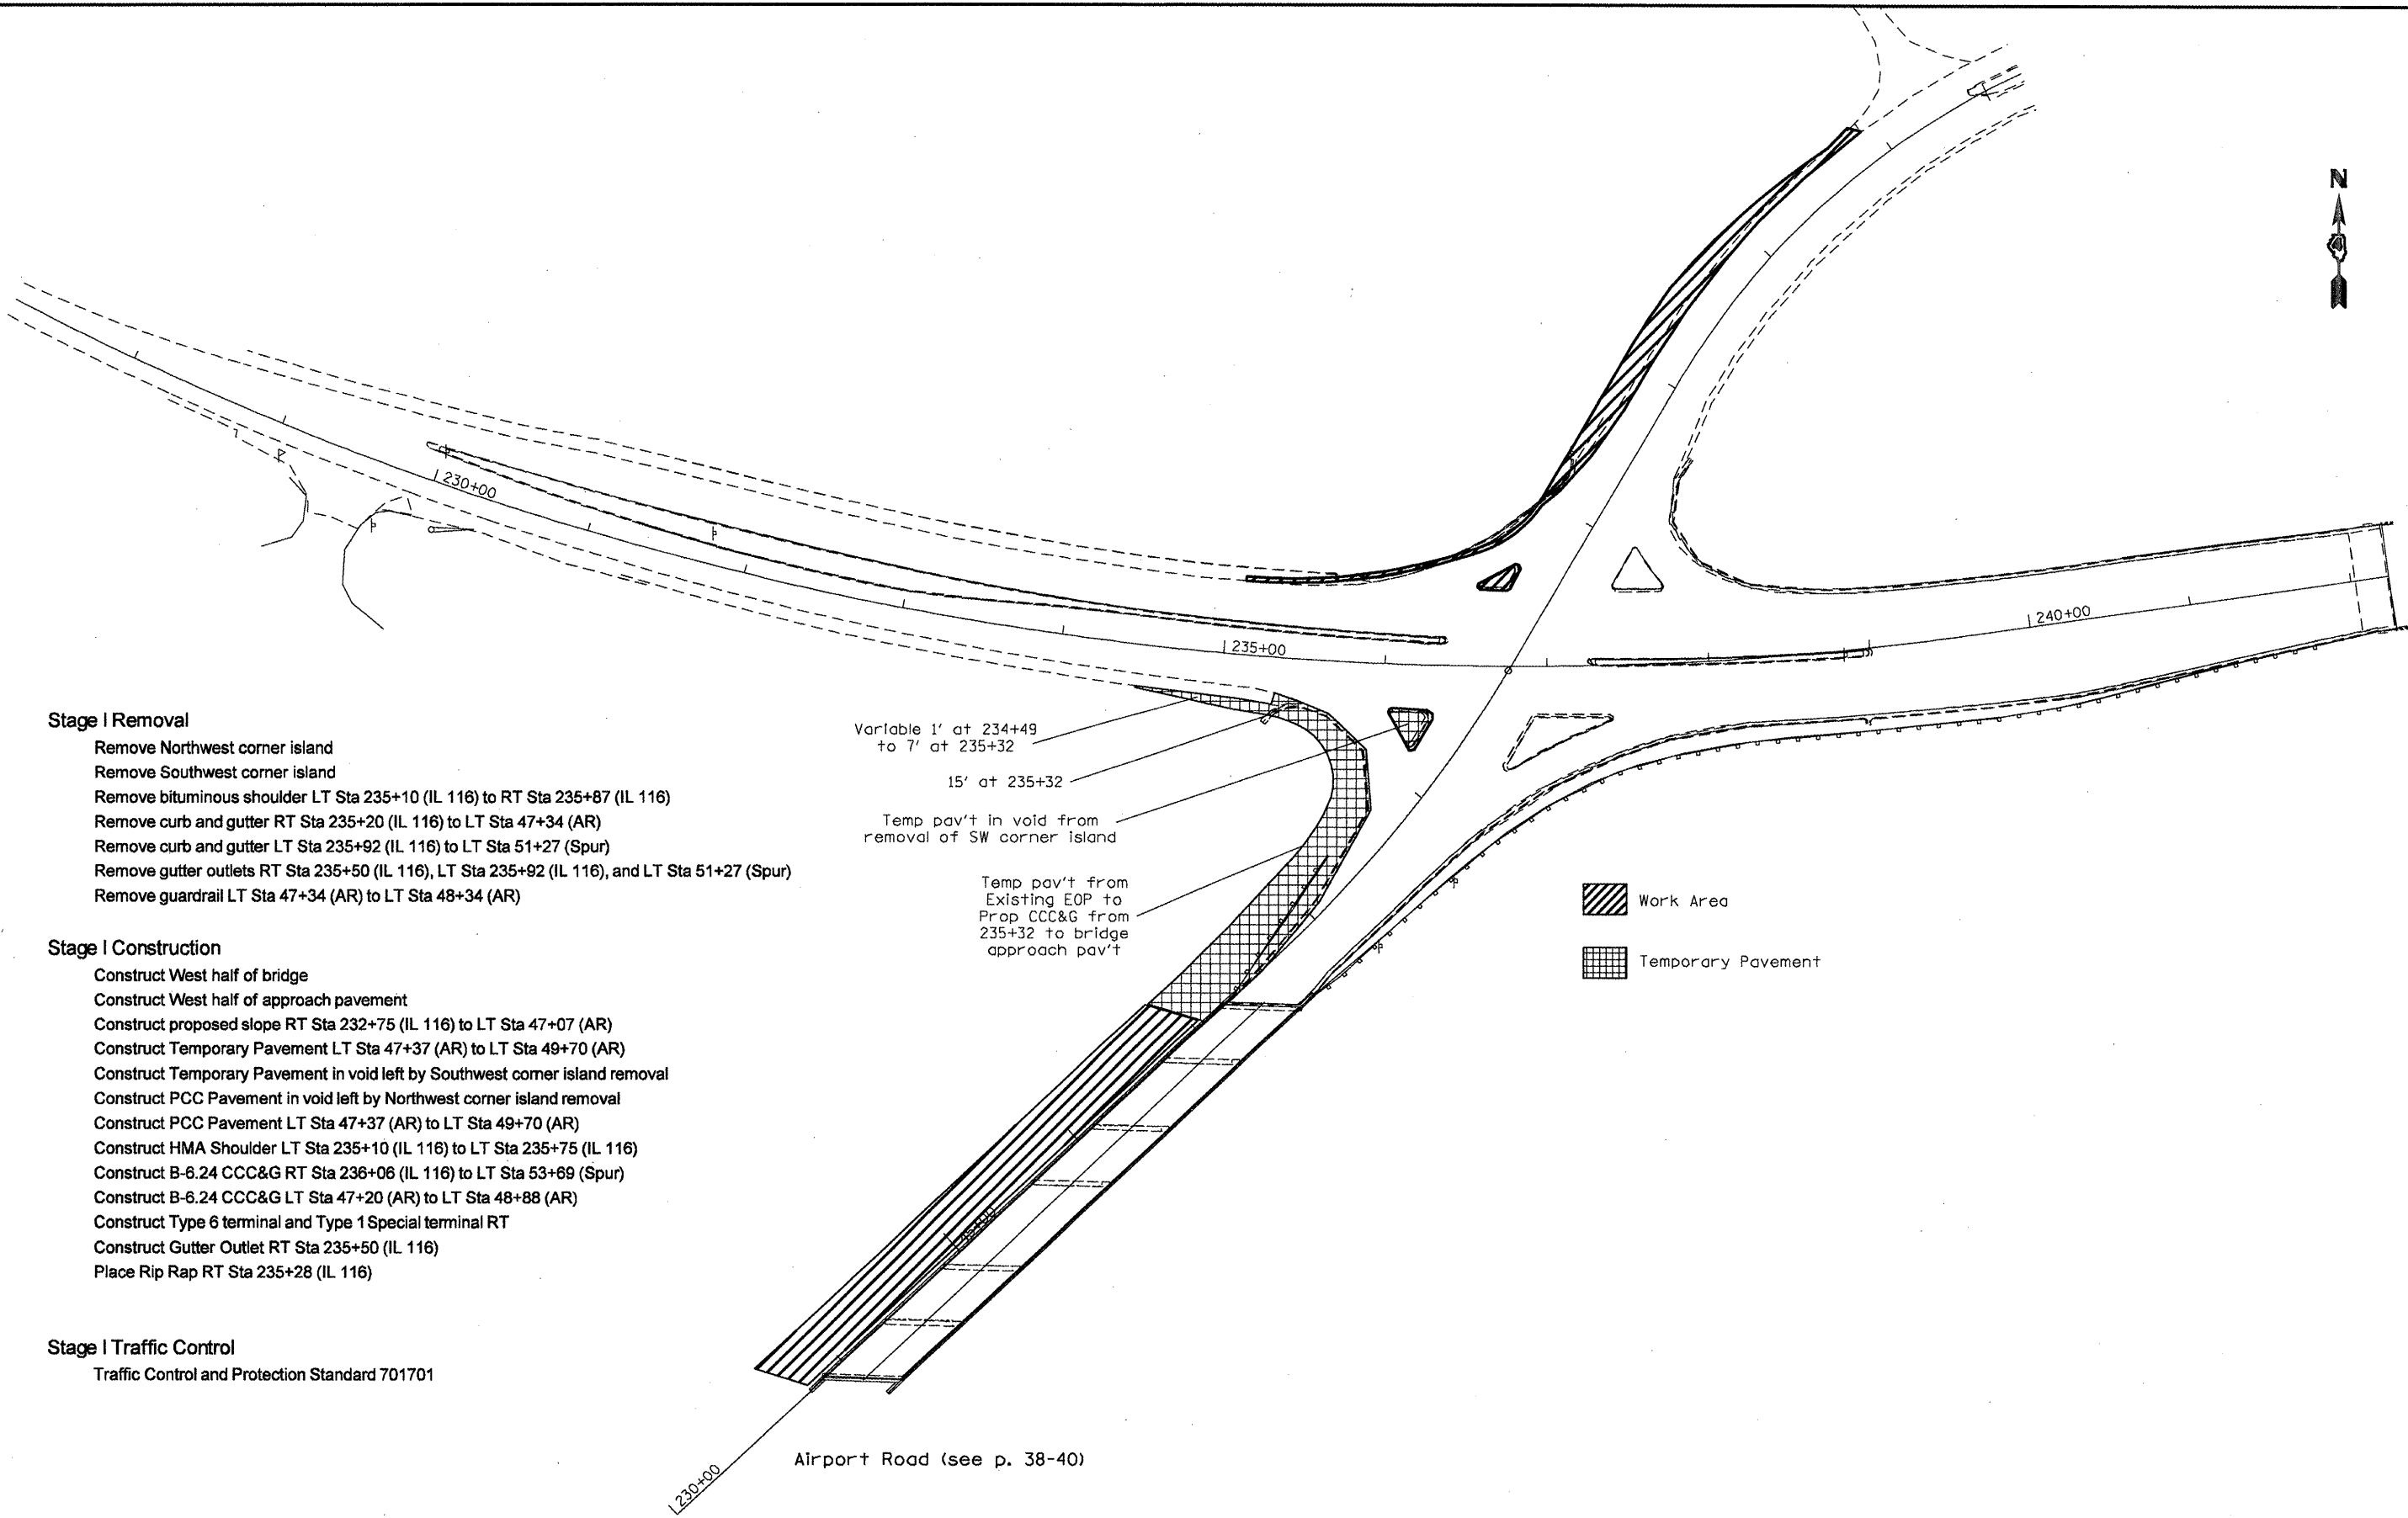 N
230+00
235+00
240+00
Stage I Removal
Remove Northwest corner island
Remove Southwest corner island
Remove bituminous shoulder LT Sta 235+10 (IL 116) to RT Sta 235+87 (IL 116)
Remove curb and gutter RT Sta 235+20 (IL 116) to LT Sta 47+34 (AR)
Remove curb and gutter LT Sta 235+92 (IL 116) to LT Sta 51+27 (Spur)
Remove gutter outlets RT Sta 235+50 (IL 116), LT Sta 235+92 (IL 116), and LT Sta 51+27 (Spur)
Remove guardrail LT Sta 47+34 (AR) to LT Sta 48+34 (AR)
Stage I Construction
Construct West half of bridge
Construct West half of approach pavement
Construct proposed slope RT Sta 232+75 (IL 116) to LT Sta 47+07 (AR)
Construct Temporary Pavement LT Sta 47+37 (AR) to LT Sta 49+70 (AR)
Construct Temporary Pavement in void left by Southwest corner island removal
Construct PCC Pavement in void left by Northwest corner island removal
Construct PCC Pavement LT Sta 47+37 (AR) to LT Sta 49+70 (AR)
Construct HMA Shoulder LT Sta 235+10 (IL 116) to LT Sta 235+75 (IL 116)
Construct B-6.24 CCC&G RT Sta 236+06 (IL 116) to LT Sta 53+69 (Spur)
Construct B-6.24 CCC&G LT Sta 47+20 (AR) to LT Sta 48+88 (AR)
Construct Type 6 terminal and Type 1 Special terminal RT
Construct Gutter Outlet RT Sta 235+50 (IL 116)
Place Rip Rap RT Sta 235+28 (IL 116)
Stage I Traffic Control
Traffic Control and Protection Standard 701701
Variable 1' at 234+49
to 7' at 235+32
15' at 235+32
Temp pav't in void from
removal of SW corner island
Temp pav't from
Existing EOP to
Prop CCC&G from
235+32 to bridge
approach pav't
Work Area
Temporary Pavement
230+00
Airport Road (see p. 38-40)